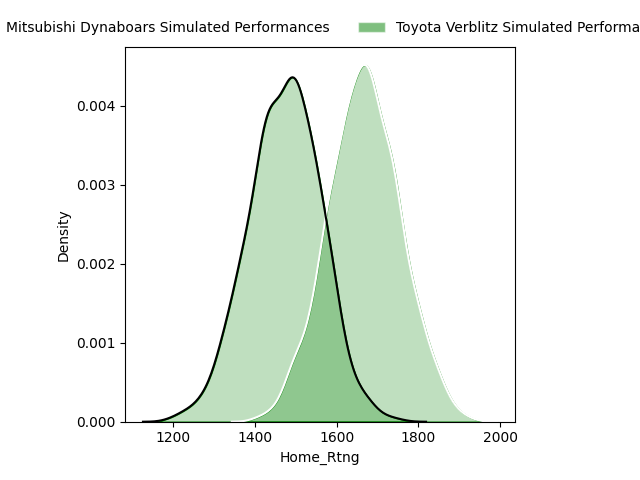 Mitsubishi Dynaboars Simulated Performances
Toyota Verblitz Simulated Performa
0.004
0.003
0.002
0.001
0.000
Density
1200 1400 1600 1800 2000
Home_Rtng